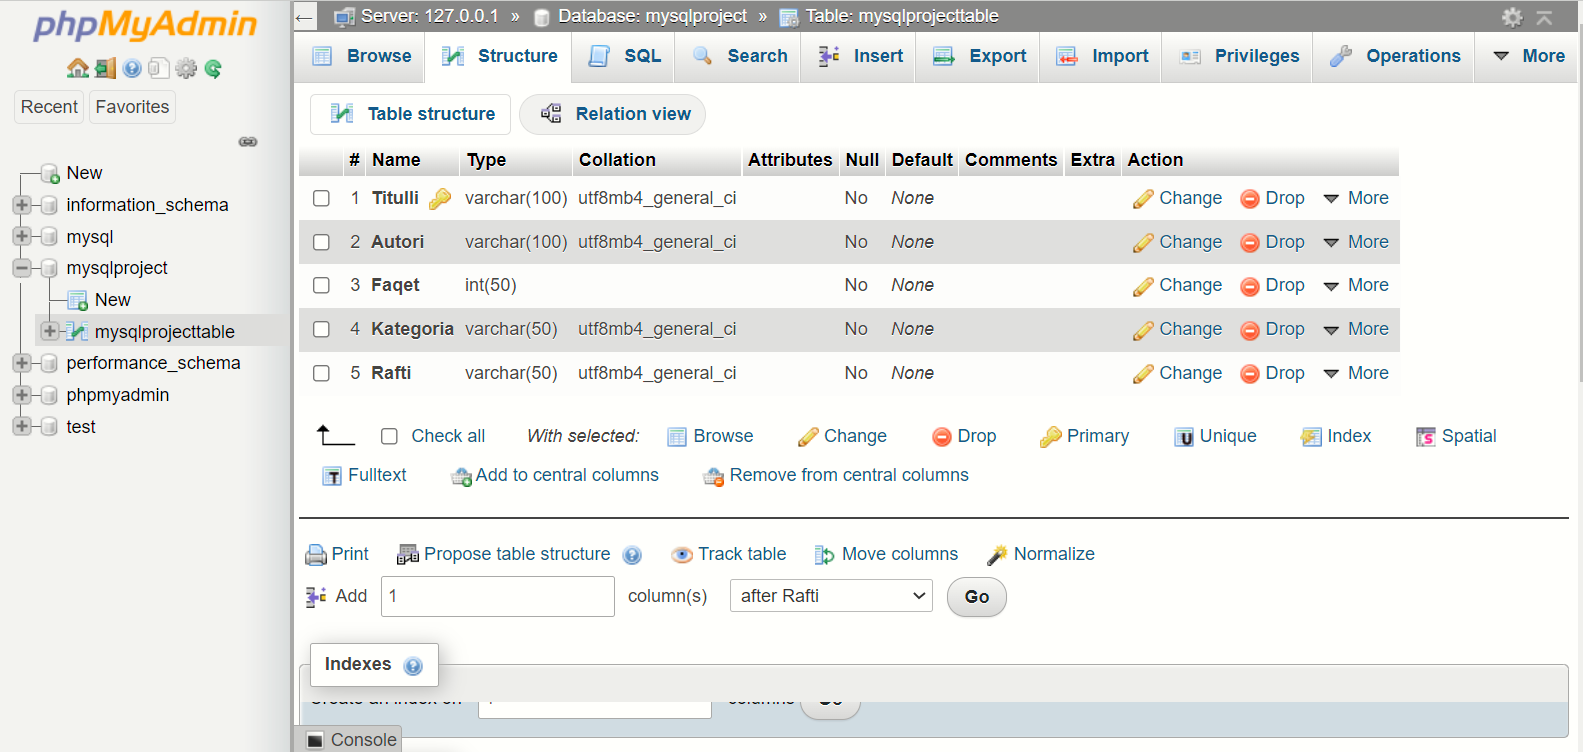 phpMyAdmin
Recent Favorites
New
information_schema
mysql
mysqlproject
New
mysqlprojecttable
performance_schema
phpmyadmin
test
Server: 127.0.0.1 » Database: mysqlproject » Table: mysqlprojecttable
Browse Structure SQL Search Insert Export Import Privileges Operations More
Table structure Relation view
# Name Type Collation Attributes Null Default Comments Extra Action
1 Titulli varchar(100) utf8mb4_general_ci No None Change Drop More
2 Autori varchar(100) utf8mb4_general_ci No None Change Drop More
3 Faqet int(50) No None Change Drop More
4 Kategoria varchar(50) utf8mb4_general_ci No None Change Drop More
5 Rafti varchar(50) utf8mb4_general_ci No None Change Drop More
Check all With selected: Browse Change Drop Primary Unique Index Spatial
Fulltext Add to central columns Remove from central columns
Print Propose table structure Track table Move columns Normalize
Add 1 column(s) after Rafti Go
Indexes
Create an index on columns Go
Console